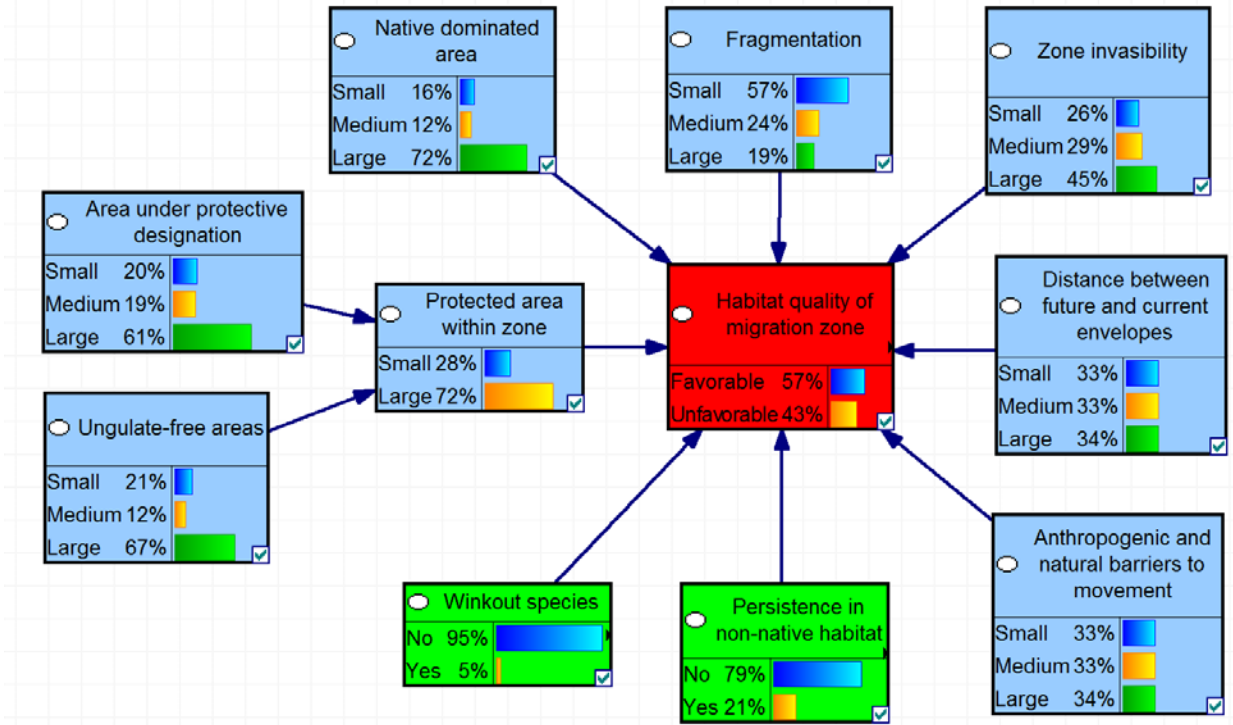 Native dominated
area
Small 16%
Medium 12%
Large 72%
Fragmentation
Small 57%
Medium 24%
Large 19%
Zone invasibility
Small 26%
Medium 29%
Large 45%
Area under protective
designation
Small 20%
Medium 19%
Large 61%
Protected area
within zone
Small 28%
Large 72%
Habitat quality of
migration zone
Favorable 57%
Unfavorable 43%
Distance between
future and current
envelopes
Small 33%
Medium 33%
Large 34%
Ungulate-free areas
Small 21%
Medium 12%
Large 67%
Winkout species
No 95%
Yes 5%
Persistence in
non-native habitat
No 79%
Yes 21%
Anthropogenic and
natural barriers to
movement
Small 33%
Medium 33%
Large 34%